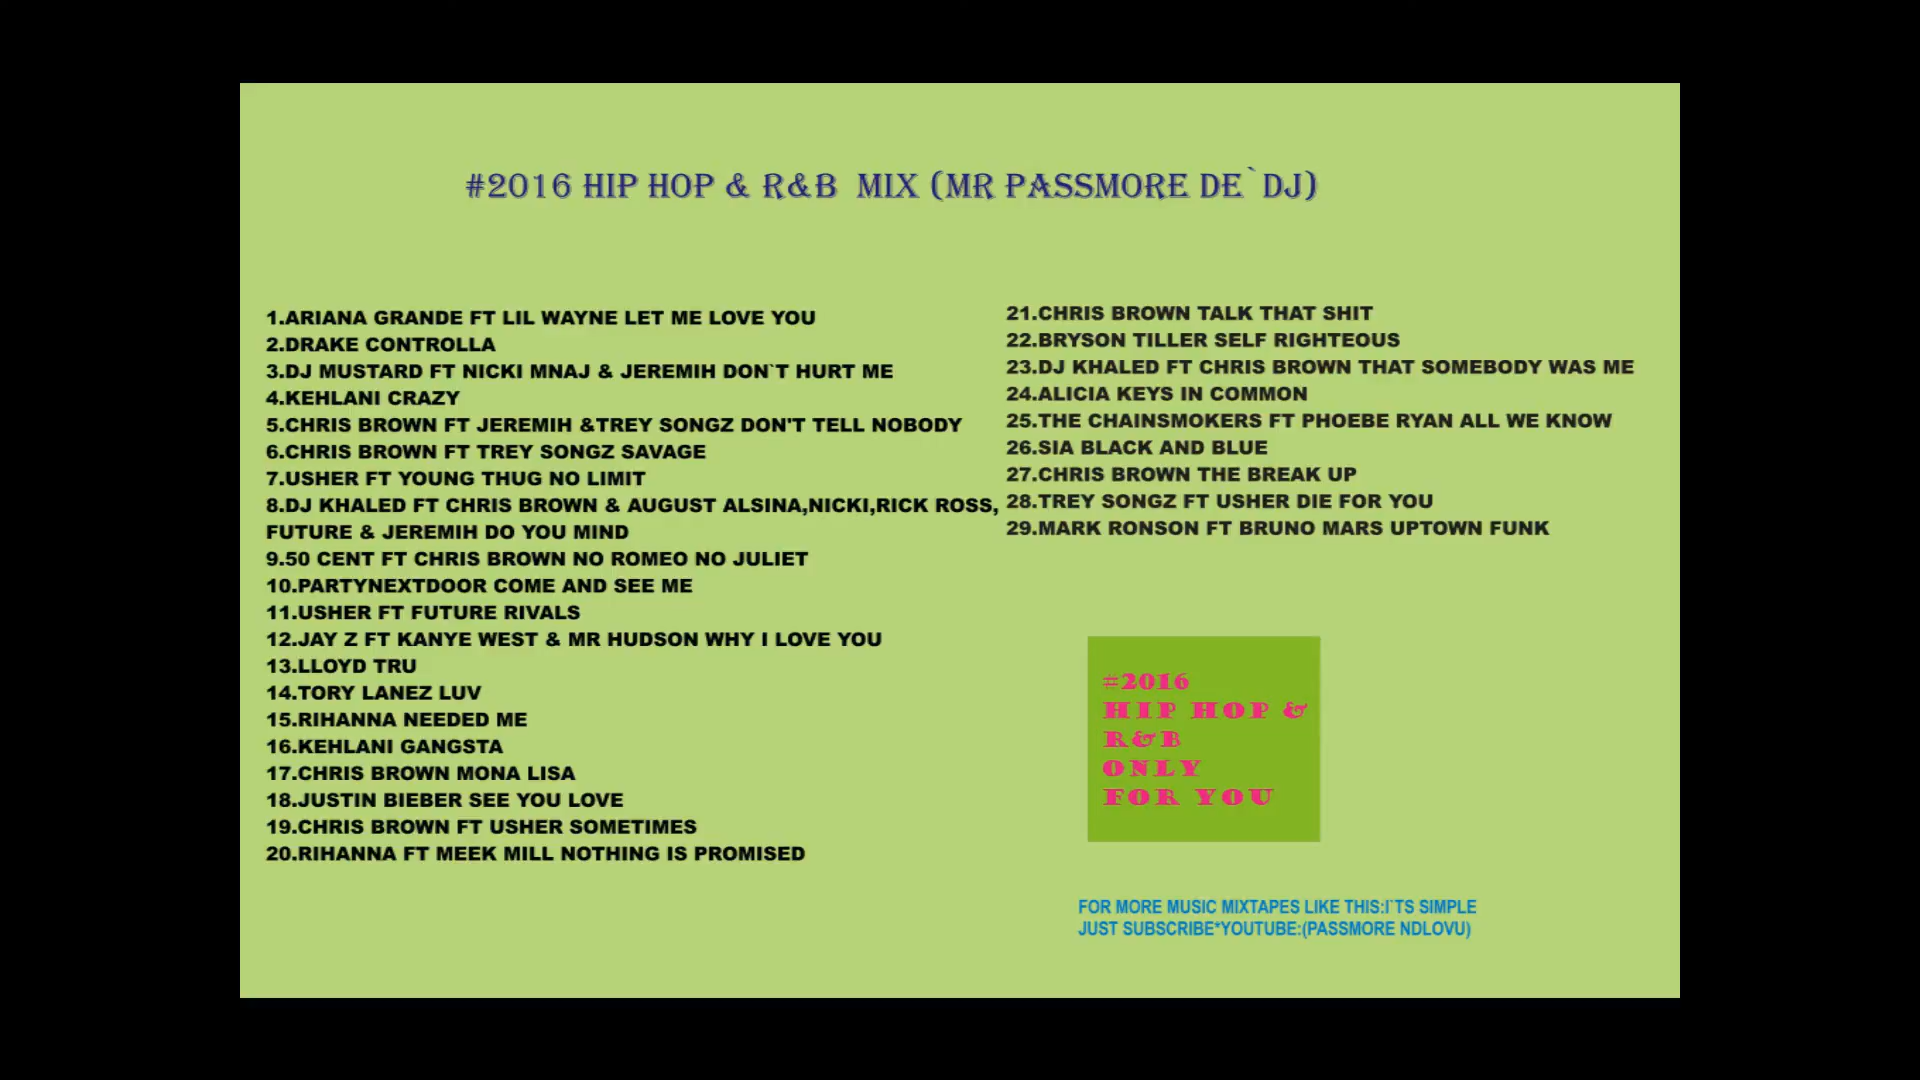 #2016 HIP HOP & R&B MIX (MR PASSMORE DE`DJ)
1.ARIANA GRANDE FT LIL WAYNE LET ME LOVE YOU
2.DRAKE CONTROLLA
3.DJ MUSTARD FT NICKI MNAJ & JEREMIH DON`T HURT ME
4.KEHLANI CRAZY
5.CHRIS BROWN FT JEREMIH &TREY SONGZ DON'T TELL NOBODY
6.CHRIS BROWN FT TREY SONGZ SAVAGE
7.USHER FT YOUNG THUG NO LIMIT
8.DJ KHALED FT CHRIS BROWN & AUGUST ALSINA,NICKI,RICK ROSS,
FUTURE & JEREMIH DO YOU MIND
9.50 CENT FT CHRIS BROWN NO ROMEO NO JULIET
10.PARTYNEXTDOOR COME AND SEE ME
11.USHER FT FUTURE RIVALS
12.JAY Z FT KANYE WEST & MR HUDSON WHY I LOVE YOU
13.LLOYD TRU
14.TORY LANEZ LUV
15.RIHANNA NEEDED ME
16.KEHLANI GANGSTA
17.CHRIS BROWN MONA LISA
18.JUSTIN BIEBER SEE YOU LOVE
19.CHRIS BROWN FT USHER SOMETIMES
20.RIHANNA FT MEEK MILL NOTHING IS PROMISED
21.CHRIS BROWN TALK THAT SHIT
22.BRYSON TILLER SELF RIGHTEOUS
23.DJ KHALED FT CHRIS BROWN THAT SOMEBODY WAS ME
24.ALICIA KEYS IN COMMON
25.THE CHAINSMOKERS FT PHOEBE RYAN ALL WE KNOW
26.SIA BLACK AND BLUE
27.CHRIS BROWN THE BREAK UP
28.TREY SONGZ FT USHER DIE FOR YOU
29.MARK RONSON FT BRUNO MARS UPTOWN FUNK
#2016
HIP HOP &
R&B
ONLY
FOR YOU
FOR MORE MUSIC MIXTAPES LIKE THIS:I`TS SIMPLE
JUST SUBSCRIBE*YOUTUBE:(PASSMORE NDLOVU)